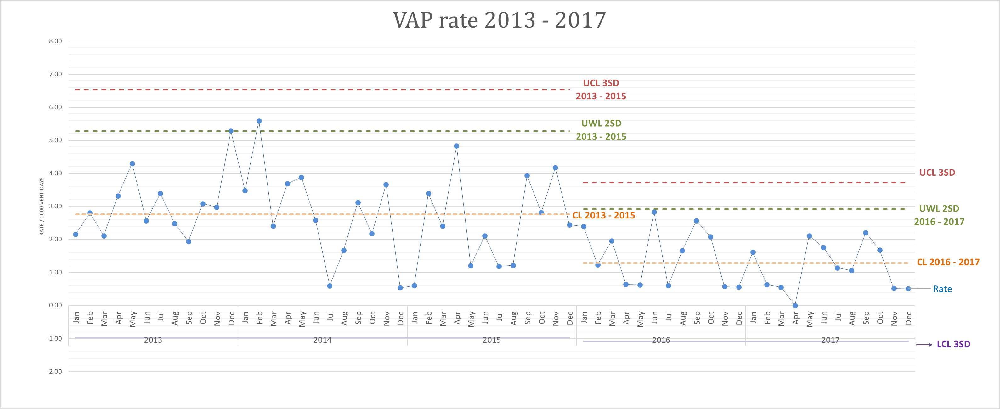 VAP rate 2013 - 2017
RATE / 1000 VENT-DAYS
8.00
7.00
6.00
5.00
4.00
3.00
2.00
1.00
0.00
-1.00
-2.00
UCL 3SD
2013 - 2015
UWL 2SD
2013 - 2015
CL 2013 - 2015
UCL 3SD
UWL 2SD
2016 - 2017
CL 2016 - 2017
Rate
LCL 3SD
Jan Feb Mar Apr May Jun Jul Aug Sep Oct Nov Dec Jan Feb Mar Apr May Jun Jul Aug Sep Oct Nov Dec Jan Feb Mar Apr May Jun Jul Aug Sep Oct Nov Dec Jan Feb Mar Apr May Jun Jul Aug Sep Oct Nov Dec Jan Feb Mar Apr May Jun Jul Aug Sep Oct Nov Dec
2013 2014 2015 2016 2017